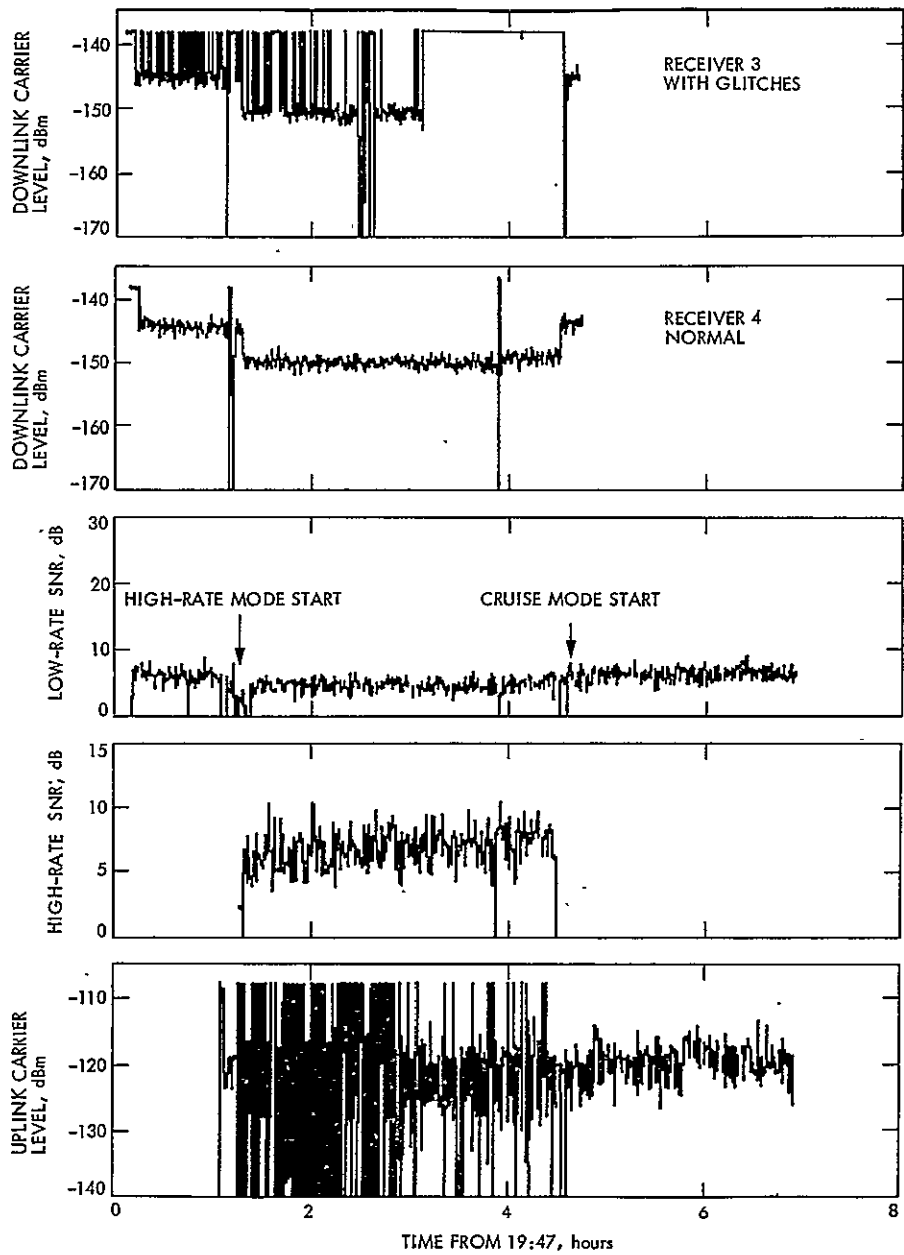 DOWNLINK CARRIER
LEVEL, dBm
-140
-150
-160
-170
RECEIVER 3
WITH GLITCHES
DOWNLINK CARRIER
LEVEL, dBm
-140
-150
-160
-170
RECEIVER 4
NORMAL
LOW-RATE SNR, dB
30
20
10
0
HIGH-RATE MODE START
CRUISE MODE START
HIGH-RATE SNR, dB
15
10
5
0
UPLINK CARRIER
LEVEL, dBm
-110
-120
-130
-140
0
2
4
6
8
TIME FROM 19:47, hours